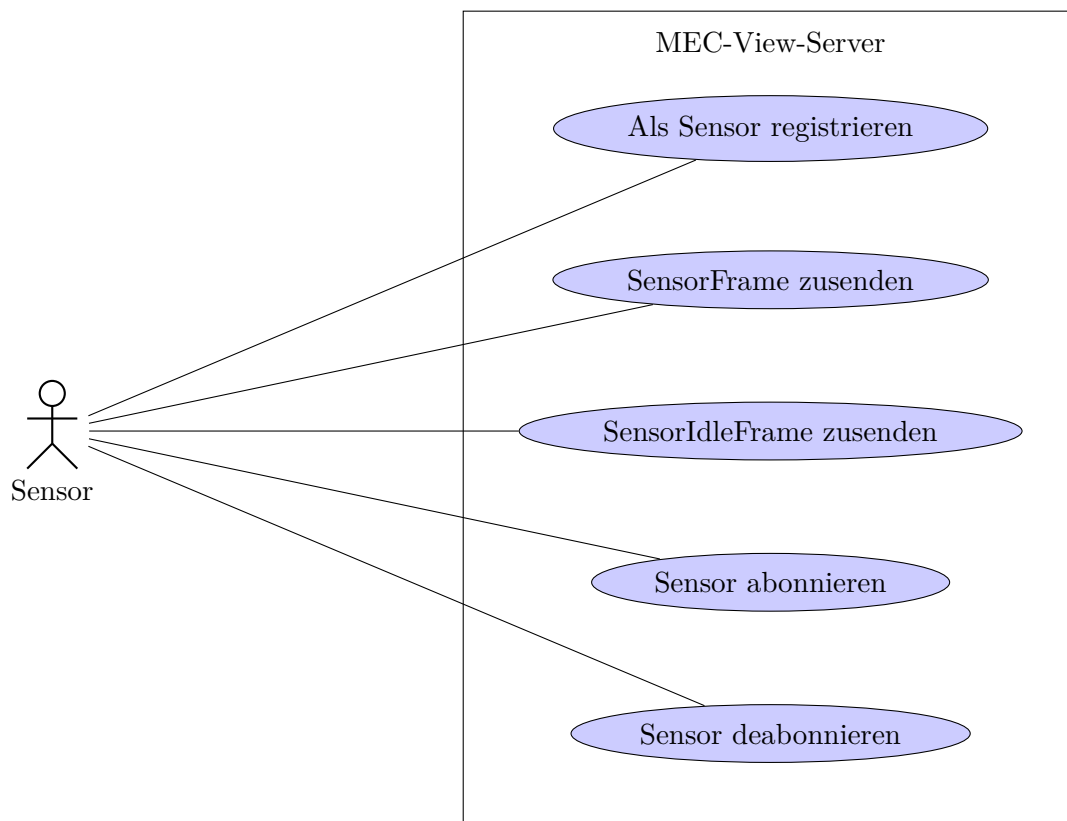 MEC-View-Server
Als Sensor registrieren
SensorFrame zusenden
SensorIdleFrame zusenden
Sensor
Sensor abonnieren
Sensor deabonnieren